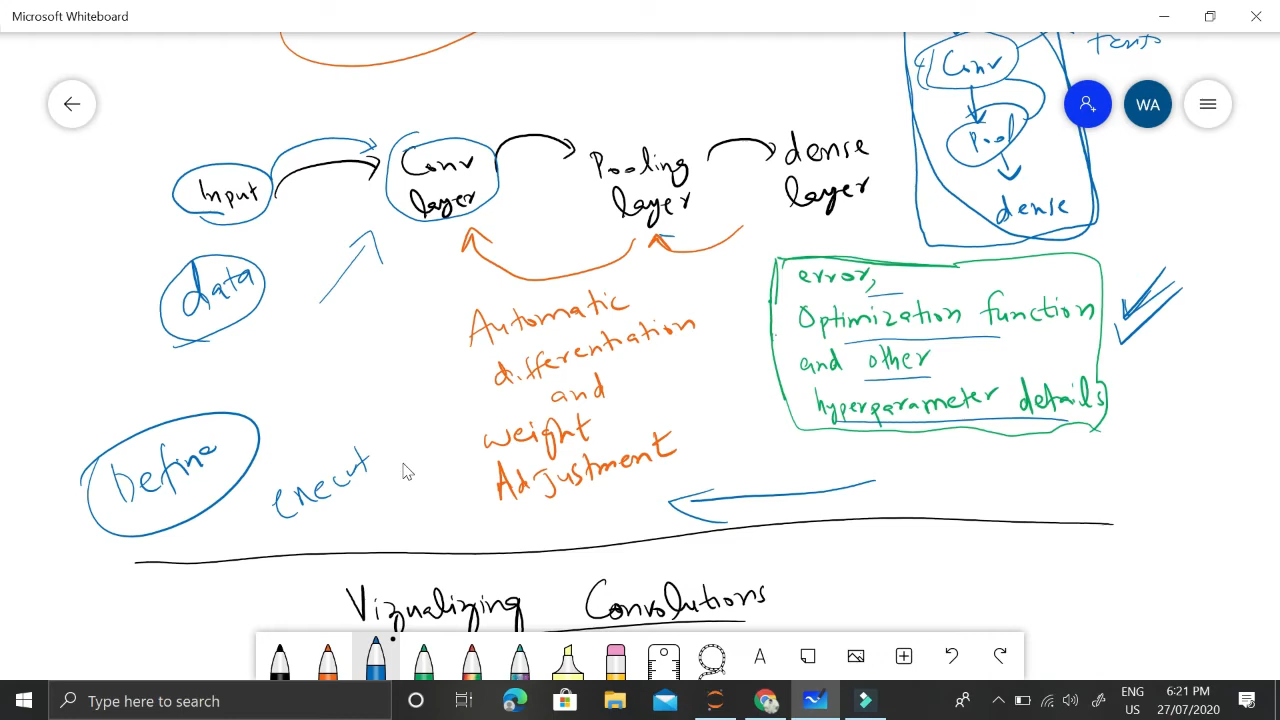 Microsoft Whiteboard
Conv
Pool
dense
WA
Input
Conv
layer
Pooling
layer
dense
layer
data
error,
Optimization function
and other
hyperparameter details
Automatic
differentiation
and
weight
Adjustment
Define
execut
Vizualizing Convolutions
A
Type here to search
ENG
US
6:21 PM
27/07/2020